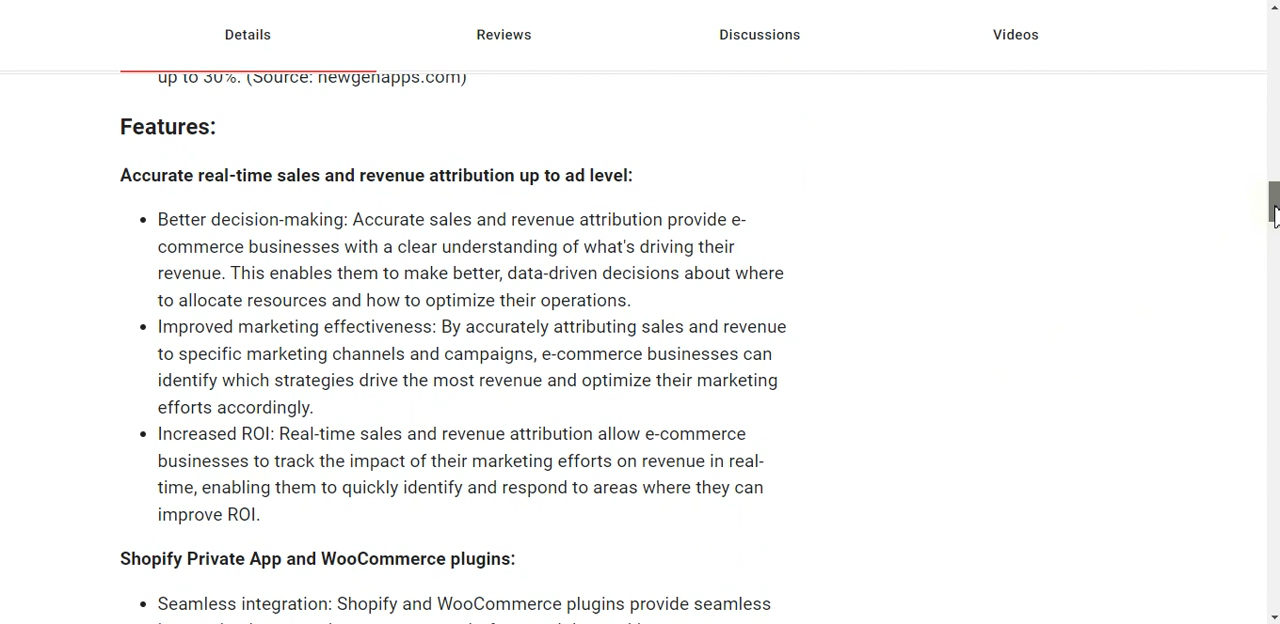 Details
Reviews
Discussions
Videos
up to 30%. (Source: newgenapps.com)
Features:
Accurate real-time sales and revenue attribution up to ad level:
• Better decision-making: Accurate sales and revenue attribution provide e-
commerce businesses with a clear understanding of what's driving their
revenue. This enables them to make better, data-driven decisions about where
to allocate resources and how to optimize their operations.
• Improved marketing effectiveness: By accurately attributing sales and revenue
to specific marketing channels and campaigns, e-commerce businesses can
identify which strategies drive the most revenue and optimize their marketing
efforts accordingly.
• Increased ROI: Real-time sales and revenue attribution allow e-commerce
businesses to track the impact of their marketing efforts on revenue in real-
time, enabling them to quickly identify and respond to areas where they can
improve ROI.
Shopify Private App and WooCommerce plugins:
• Seamless integration: Shopify and WooCommerce plugins provide seamless